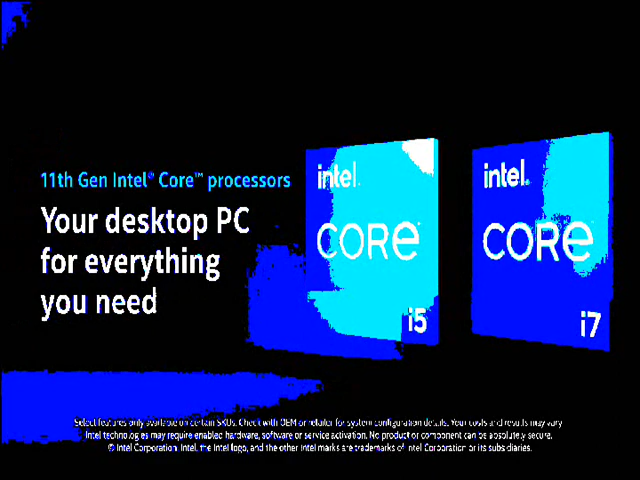 11th Gen Intel® Core™ processors
Your desktop PC
for everything
you need
intel.
CORE
i5
intel.
CORE
i7
Select features only available on certain SKUs. Check with OEM or retailer for system configuration details. Your costs and results may vary
Intel technologies may require enabled hardware, software or service activation. No product or component can be absolutely secure.
© Intel Corporation. Intel, the Intel logo, and the other Intel marks are trademarks of Intel Corporation or its subsidiaries.